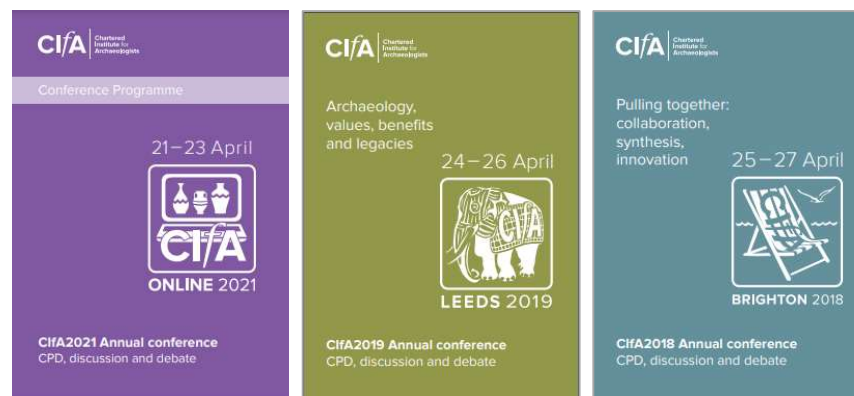 CIfA
Chartered
Institute for
Archaeologists
Conference Programme
21–23 April
CIfA
ONLINE 2021
CIfA2021 Annual conference
CPD, discussion and debate
CIfA
Chartered
Institute for
Archaeologists
Archaeology,
values, benefits
and legacies
24–26 April
CIfA
LEEDS 2019
CIfA2019 Annual conference
CPD, discussion and debate
CIfA
Chartered
Institute for
Archaeologists
Pulling together:
collaboration,
synthesis,
innovation
25–27 April
BRIGHTON 2018
CIfA2018 Annual conference
CPD, discussion and debate